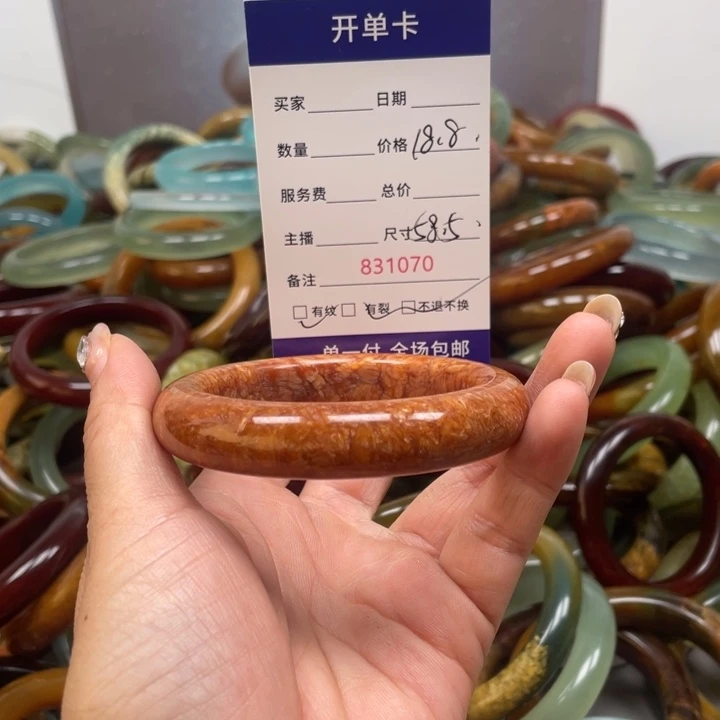 开单卡
买家 日期
数量 价格 18.8.
服务费 总价
主播 尺寸 58.5
备注 831070
有纹 有裂 不退不换
单一付 全场包邮